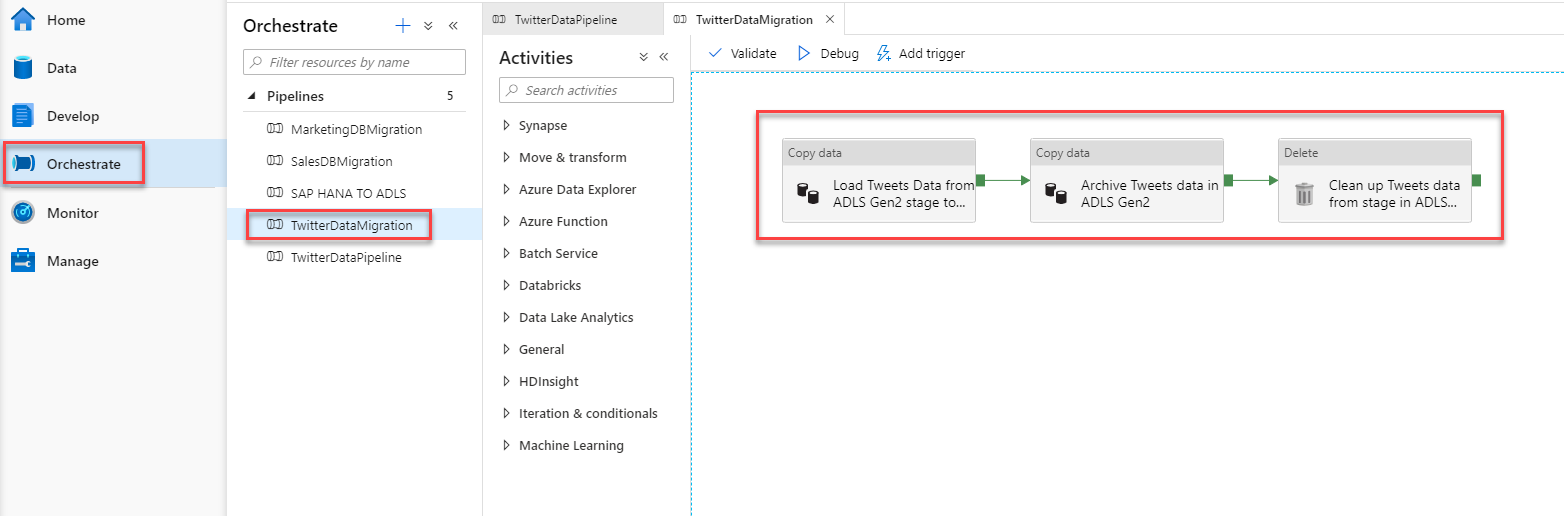 Home
Data
Develop
Orchestrate
Monitor
Manage
Orchestrate
Filter resources by name
Pipelines 5
MarketingDBMigration
SalesDBMigration
SAP HANA TO ADLS
TwitterDataMigration
TwitterDataPipeline
TwitterDataPipeline
TwitterDataMigration
Activities
Search activities
Synapse
Move & transform
Azure Data Explorer
Azure Function
Batch Service
Databricks
Data Lake Analytics
General
HDInsight
Iteration & conditionals
Machine Learning
Validate Debug Add trigger
Copy data
Load Tweets Data from
ADLS Gen2 stage to...
Copy data
Archive Tweets data in
ADLS Gen2
Delete
Clean up Tweets data
from stage in ADLS...